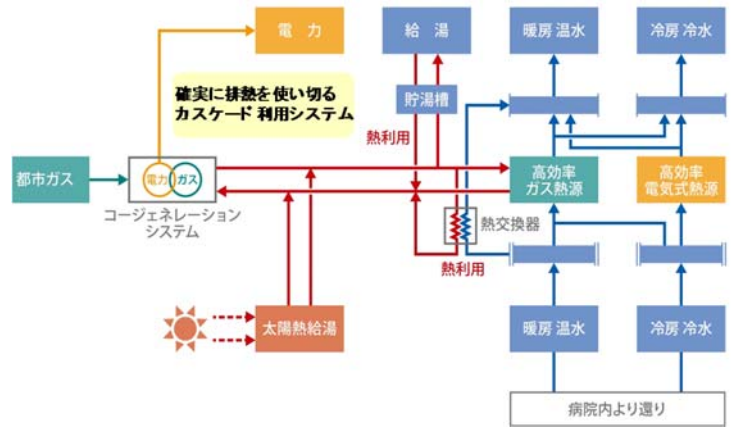 電 力
給 湯
暖房 温水
冷房 冷水
確実に排熱を使い切る
カスケード 利用システム
貯湯槽
熱利用
都市ガス
電力
ガス
コージェネレーション
システム
高効率
ガス熱源
高効率
電気式熱源
熱交換器
熱利用
太陽熱給湯
暖房 温水
冷房 冷水
病院内より還り